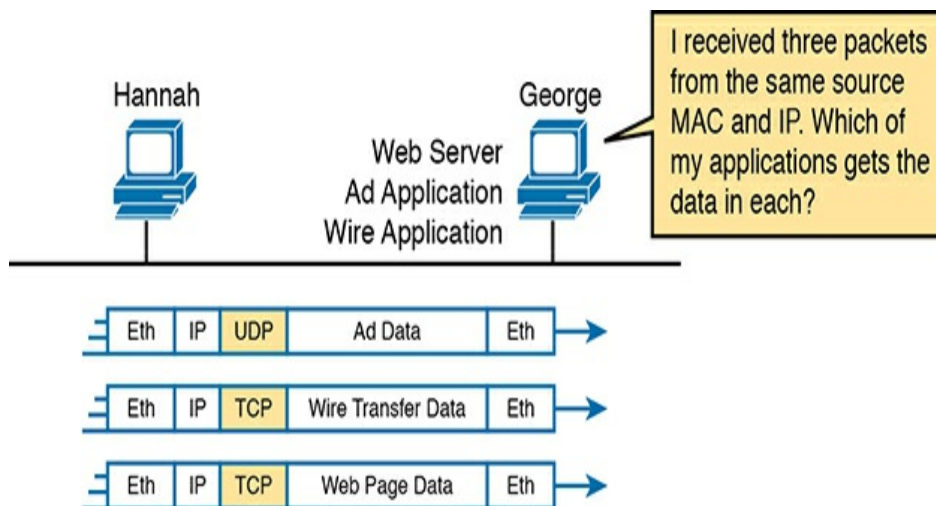 Hannah
George
Web Server
Ad Application
Wire Application
I received three packets
from the same source
MAC and IP. Which of
my applications gets the
data in each?
Eth IP UDP Ad Data Eth
Eth IP TCP Wire Transfer Data Eth
Eth IP TCP Web Page Data Eth